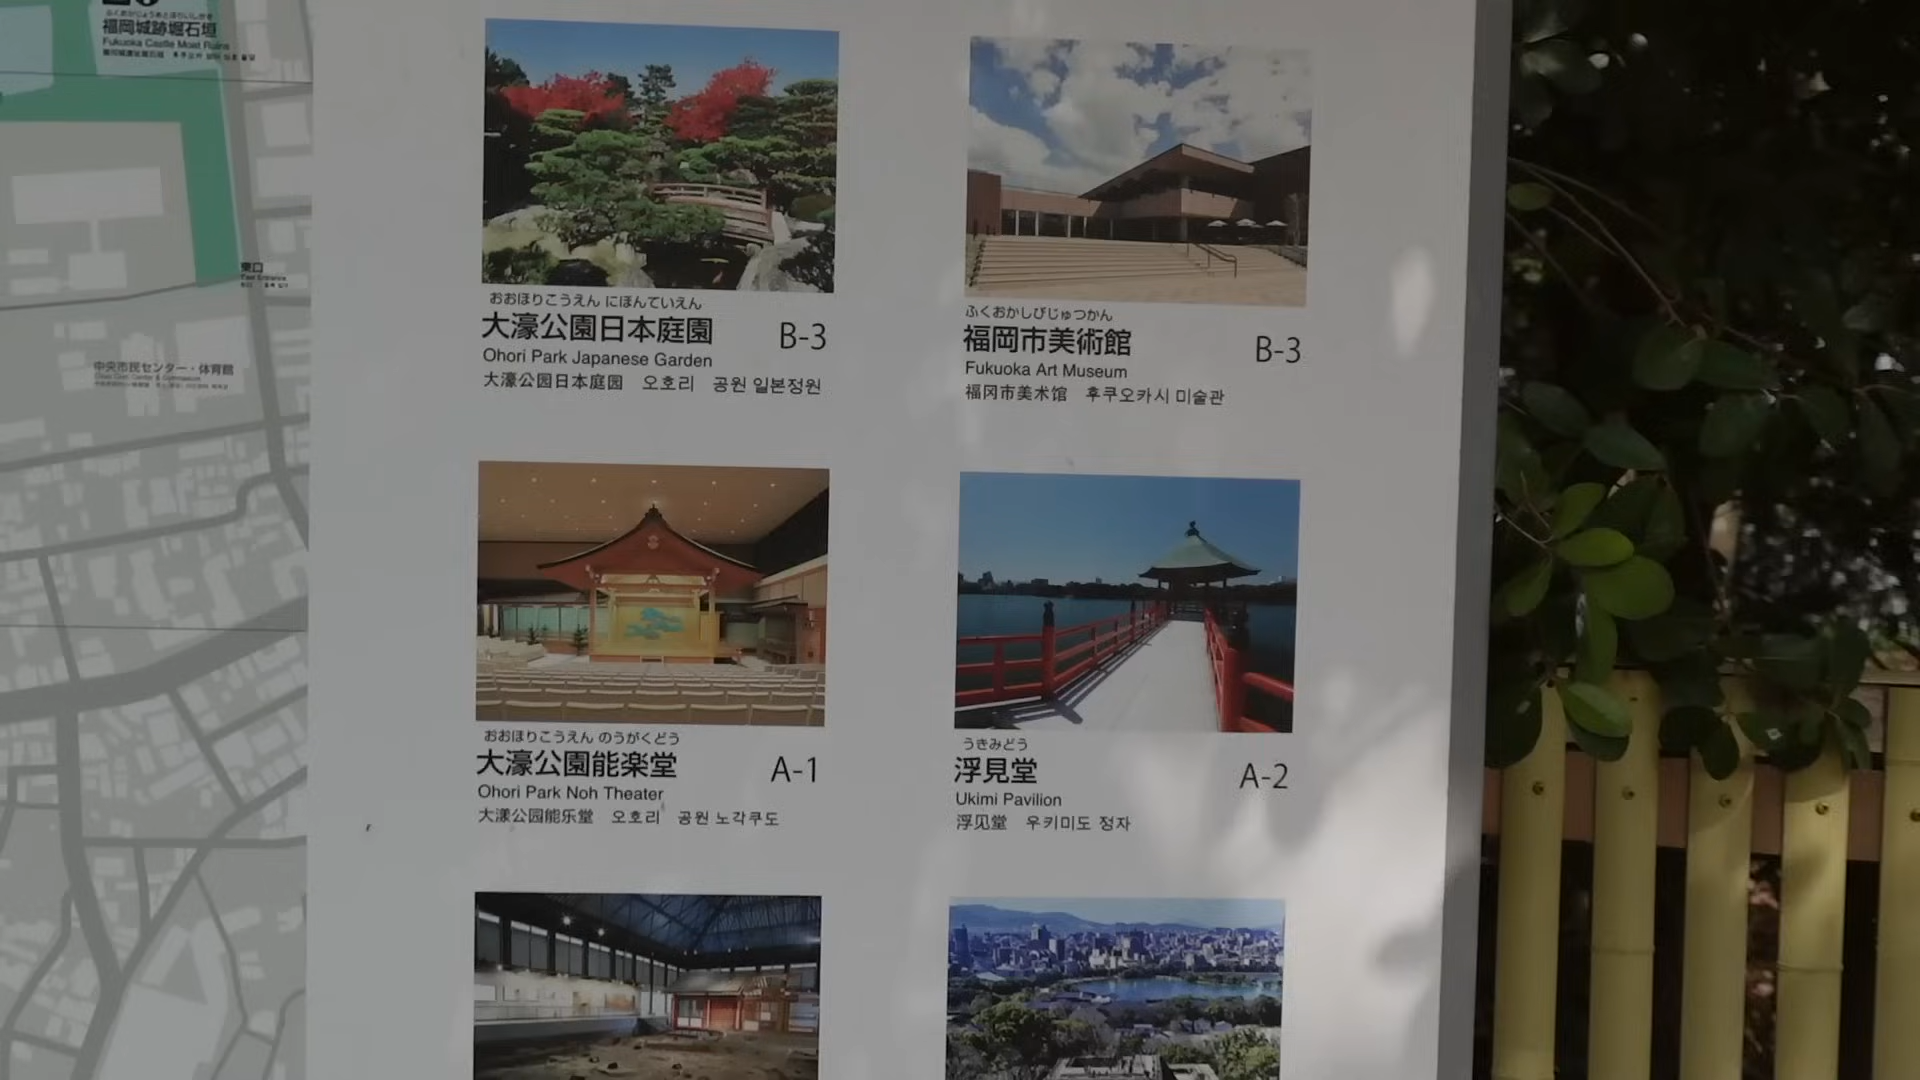 福岡城跡堀石垣
Fukuoka Castle Moat Ruins
東口
中央市民センター・体育館
おおほりこうえん にほんていえん
大濠公園日本庭園 B-3
Ohori Park Japanese Garden
大濠公园日本庭园 오호리 공원 일본정원
ふくおかしびじゅつかん
福岡市美術館 B-3
Fukuoka Art Museum
福冈市美术馆 후쿠오카시 미술관
おおほりこうえん のうがくどう
大濠公園能楽堂 A-1
Ohori Park Noh Theater
大濠公园能乐堂 오호리 공원 노각쿠도
うきみどう
浮見堂 A-2
Ukimi Pavilion
浮见堂 우키미도 정자